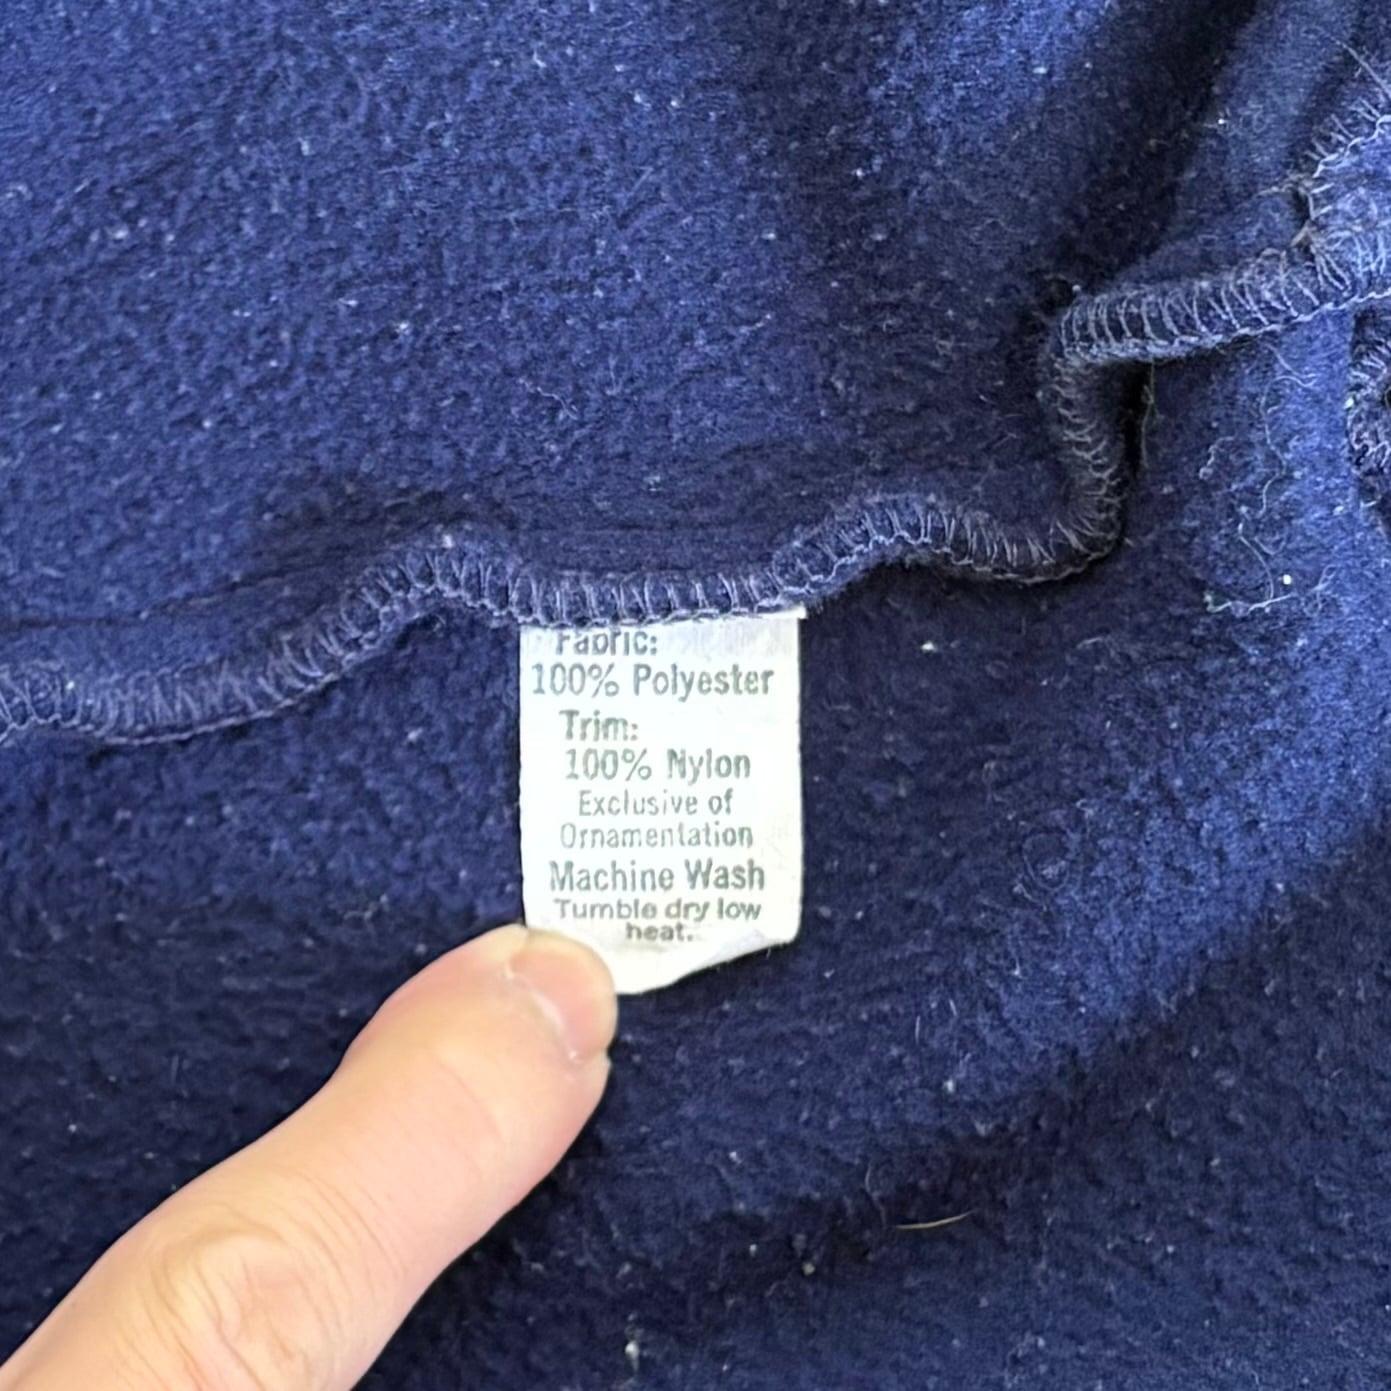 Fabric:
100% Polyester
Trim:
100% Nylon
Exclusive of
Ornamentation
Machine Wash
Tumble dry low
heat.